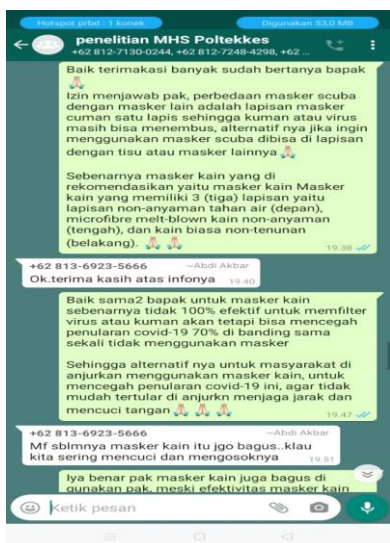 Hotspot prbd : 1 konek
Digunakan 53,0 MB
penelitian MHS Poltekkes
+62 812-7130-0244, +62 812-7248-4298, +62 ...
Baik terimakasi banyak sudah bertanya bapak
🙏
Izin menjawab pak, perbedaan masker scuba
dengan masker lain adalah lapisan masker
cuman satu lapis sehingga kuman atau virus
masih bisa menembus, alternatif nya jika ingin
menggunakan masker scuba dibisa di lapisan
dengan tisu atau masker lainnya 🙏
Sebenarnya masker kain yang di
rekomendasikan yaitu masker kain Masker
kain yang memiliki 3 (tiga) lapisan yaitu
lapisan non-anyaman tahan air (depan),
microfibre melt-blown kain non-anyaman
(tengah), dan kain biasa non-tenunan
(belakang). 🙏 🙏
19.38
+62 813-6923-5666 ~Abdi Akbar
Ok.terima kasih atas infonya 19.40
Baik sama2 bapak untuk masker kain
sebenarnya tidak 100% efektif untuk memfilter
virus atau kuman akan tetapi bisa mencegah
penularan covid-19 70% di banding sama
sekali tidak menggunakan masker
Sehingga alternatif nya untuk masyarakat di
anjurkan menggunakan masker kain, untuk
mencegah penularan covid-19 ini, agar tidak
mudah tertular di anjurkn menjaga jarak dan
mencuci tangan 🙏 🙏 🙏
19.47
+62 813-6923-5666 ~Abdi Akbar
Mf sblmnya masker kain itu jgo bagus..klau
kita sering mencuci dan mengosoknya
19.51
Iya benar pak masker kain juga bagus di
gunakan pak, meski efektivitas masker kain
Ketik pesan